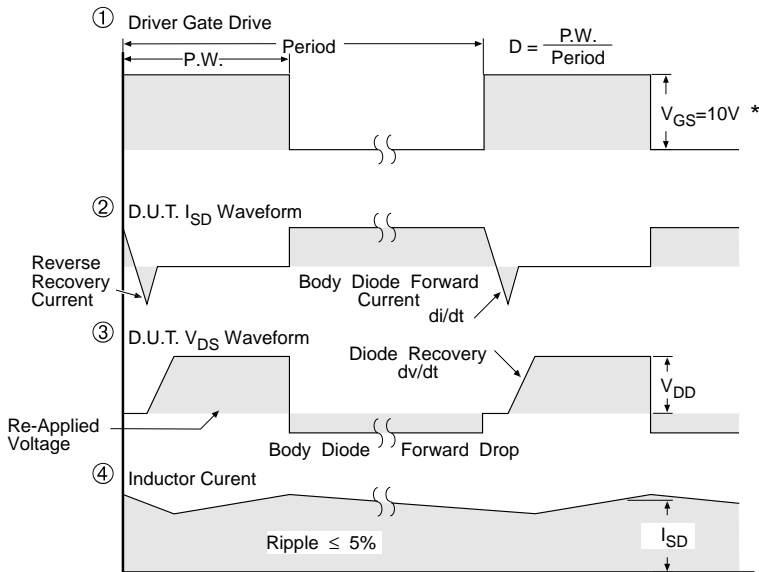 ① Driver Gate Drive
Period
P.W.
D = P.W. / Period
V_GS=10V *
② D.U.T. I_SD Waveform
Reverse
Recovery
Current
Body Diode Forward
Current
di/dt
③ D.U.T. V_DS Waveform
Diode Recovery
dv/dt
V_DD
Re-Applied
Voltage
Body Diode Forward Drop
④ Inductor Curent
Ripple ≤ 5%
I_SD